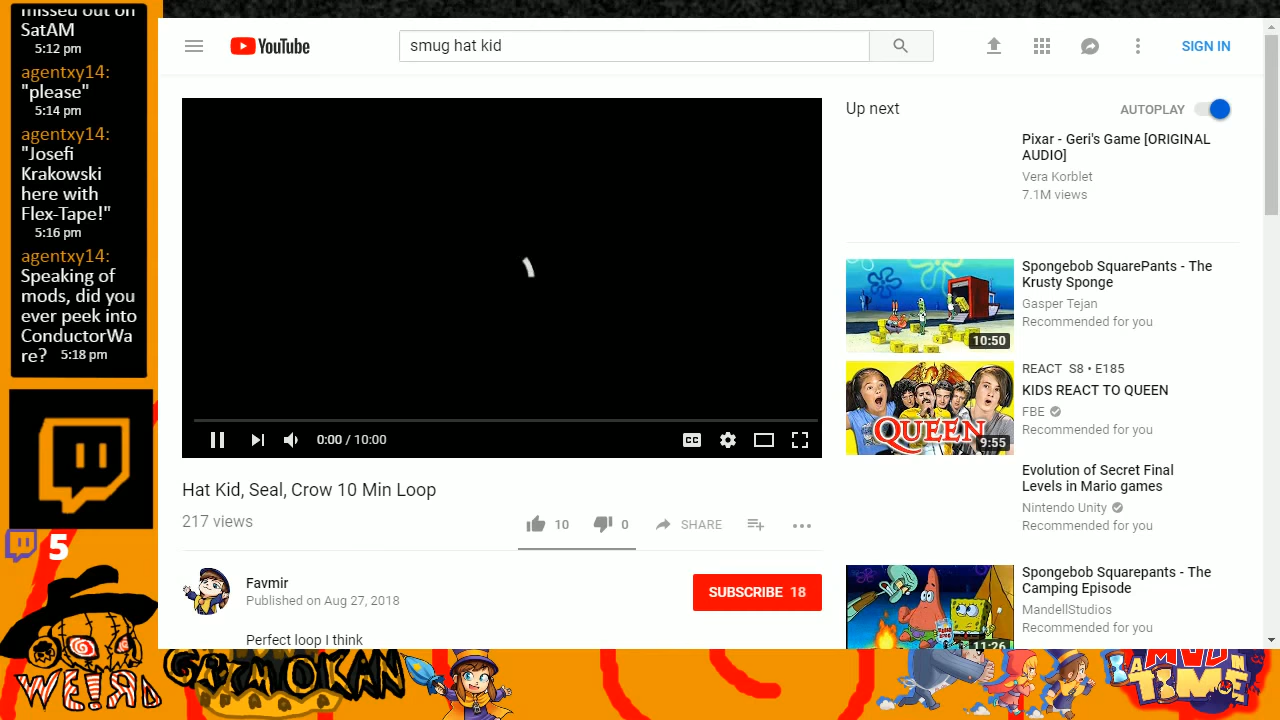 missed out on
SatAM
5:12 pm
agentxy14:
"please"
5:14 pm
agentxy14:
"Josefi
Krakowski
here with
Flex-Tape!"
5:16 pm
agentxy14:
Speaking of
mods, did you
ever peek into
ConductorWa
re? 5:18 pm
5
WEiRD
GIZMOKAN
YouTube
smug hat kid
SIGN IN
0:00 / 10:00
CC
Hat Kid, Seal, Crow 10 Min Loop
217 views
10
0
SHARE
Favmir
Published on Aug 27, 2018
SUBSCRIBE 18
Perfect loop I think
Up next
AUTOPLAY
Pixar - Geri's Game [ORIGINAL
AUDIO]
Vera Korblet
7.1M views
10:50
Spongebob SquarePants - The
Krusty Sponge
Gasper Tejan
Recommended for you
QUEEN
9:55
REACT S8 • E185
KIDS REACT TO QUEEN
FBE
Recommended for you
Evolution of Secret Final
Levels in Mario games
Nintendo Unity
Recommended for you
11:26
Spongebob Squarepants - The
Camping Episode
MandellStudios
Recommended for you
A HAT IN
TIME